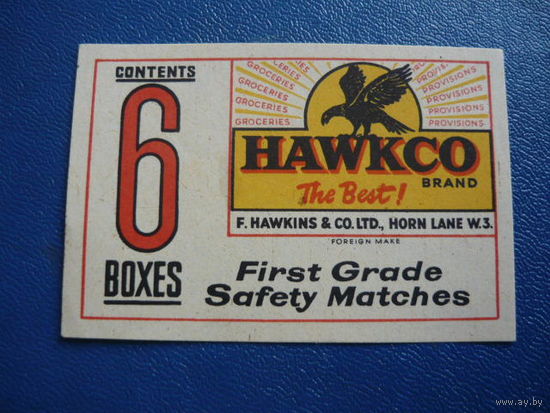 CONTENTS
6
BOXES
GROCERIES
GROCERIES
GROCERIES
GROCERIES
GROCERIES
PROVISIONS
PROVISIONS
PROVISIONS
PROVISIONS
PROVISIONS
HAWKCO
BRAND
The Best!
F. HAWKINS & CO. LTD., HORN LANE W.3.
FOREIGN MAKE
First Grade
Safety Matches
www.ay.by